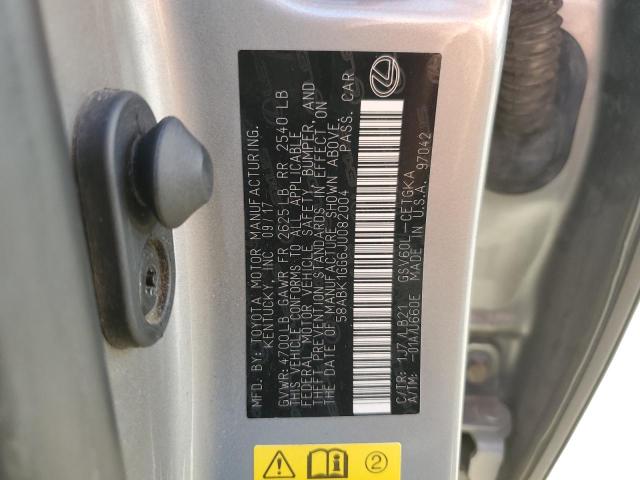 MFD. BY: TOYOTA MOTOR MANUFACTURING,
KENTUCKY, INC. 09/17
GVWR: 4700LB GAWR FR 2625 LB RR 2540 LB
THIS VEHICLE CONFORMS TO ALL APPLICABLE
FEDERAL MOTOR VEHICLE SAFETY, BUMPER, AND
THEFT PREVENTION STANDARDS IN EFFECT ON
THE DATE OF MANUFACTURE SHOWN ABOVE.
58ABK1GG6JU082004 PASS. CAR
C/TR: 1J7/LB21 GSV60L-CETGKA
A/TM: -01A/U660E MADE IN U.S.A. 97042
2